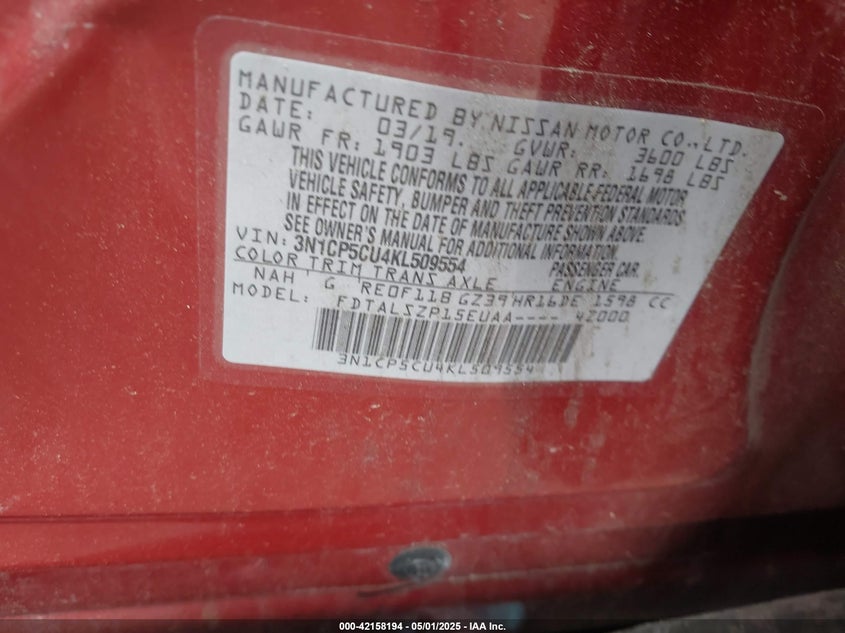 MANUFACTURED BY NISSAN MOTOR CO.,LTD.
DATE: 03/19. GVWR: 3600 LBS
GAWR FR: 1903 LBS GAWR RR: 1698 LBS
THIS VEHICLE CONFORMS TO ALL APPLICABLE FEDERAL MOTOR
VEHICLE SAFETY, BUMPER AND THEFT PREVENTION STANDARDS
IN EFFECT ON THE DATE OF MANUFACTURE SHOWN ABOVE.
SEE OWNER'S MANUAL FOR ADDITIONAL INFORMATION.
VIN: 3N1CP5CU4KL509554 PASSENGER CAR
COLOR TRIM TRANS AXLE ENGINE
NAH G RE0F11B GZ39 HR16DE 1598 CC
MODEL: FDTALSZP15EUAA---- 4Z000
3N1CP5CU4KL509554
000-42158194 - 05/01/2025 - IAA Inc.